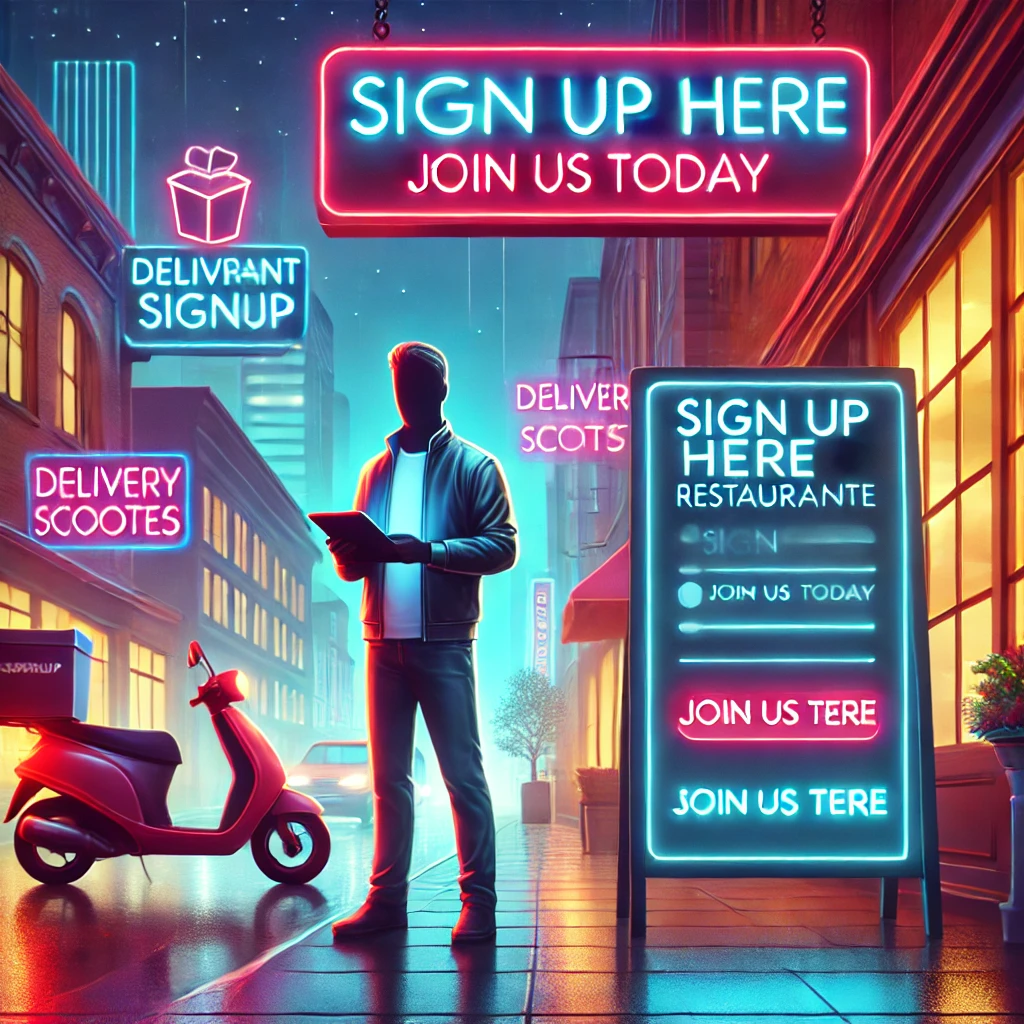 SIGN UP HERE
JOIN US TODAY
DELIVRANT
SIGNUP
DELIVER
SCOTS
DELIVERY
SCOOTES
SIGN UP
HERE
RESTAURANTE
SIGN
JOIN US TODAY
JOIN US TERE
JOIN US TERE